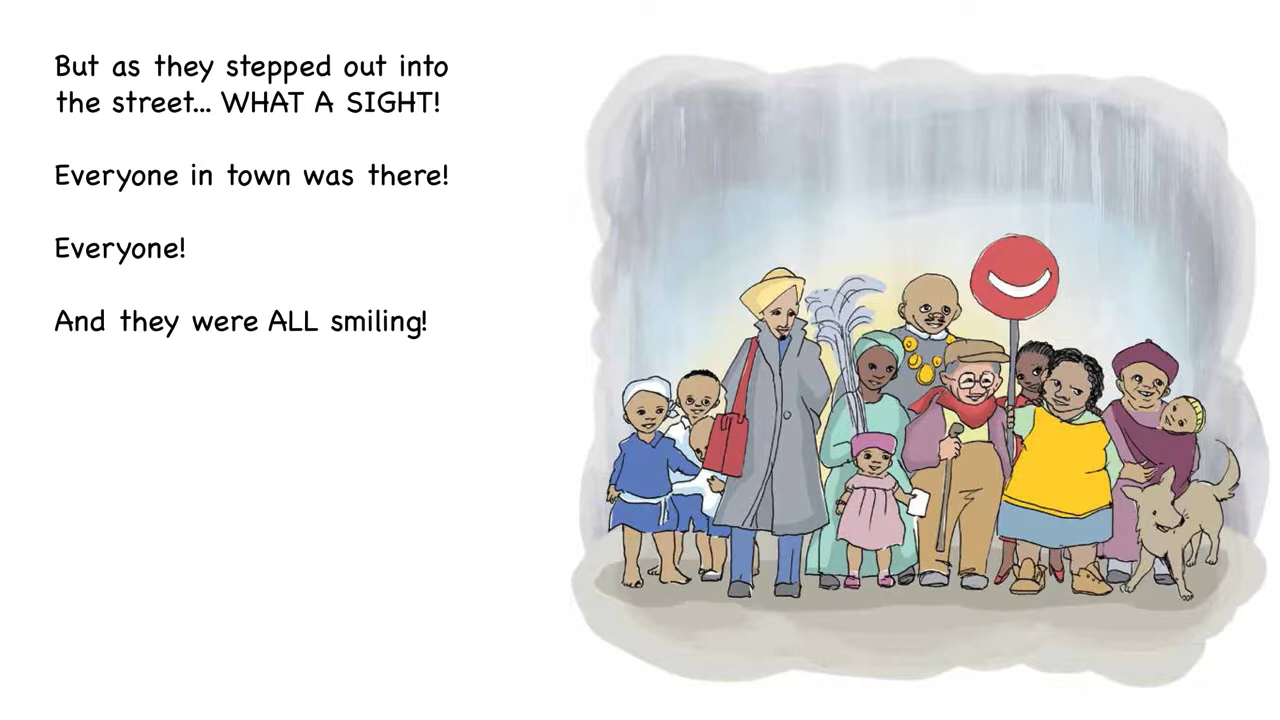 But as they stepped out into
the street... WHAT A SIGHT!
Everyone in town was there!
Everyone!
And they were ALL smiling!